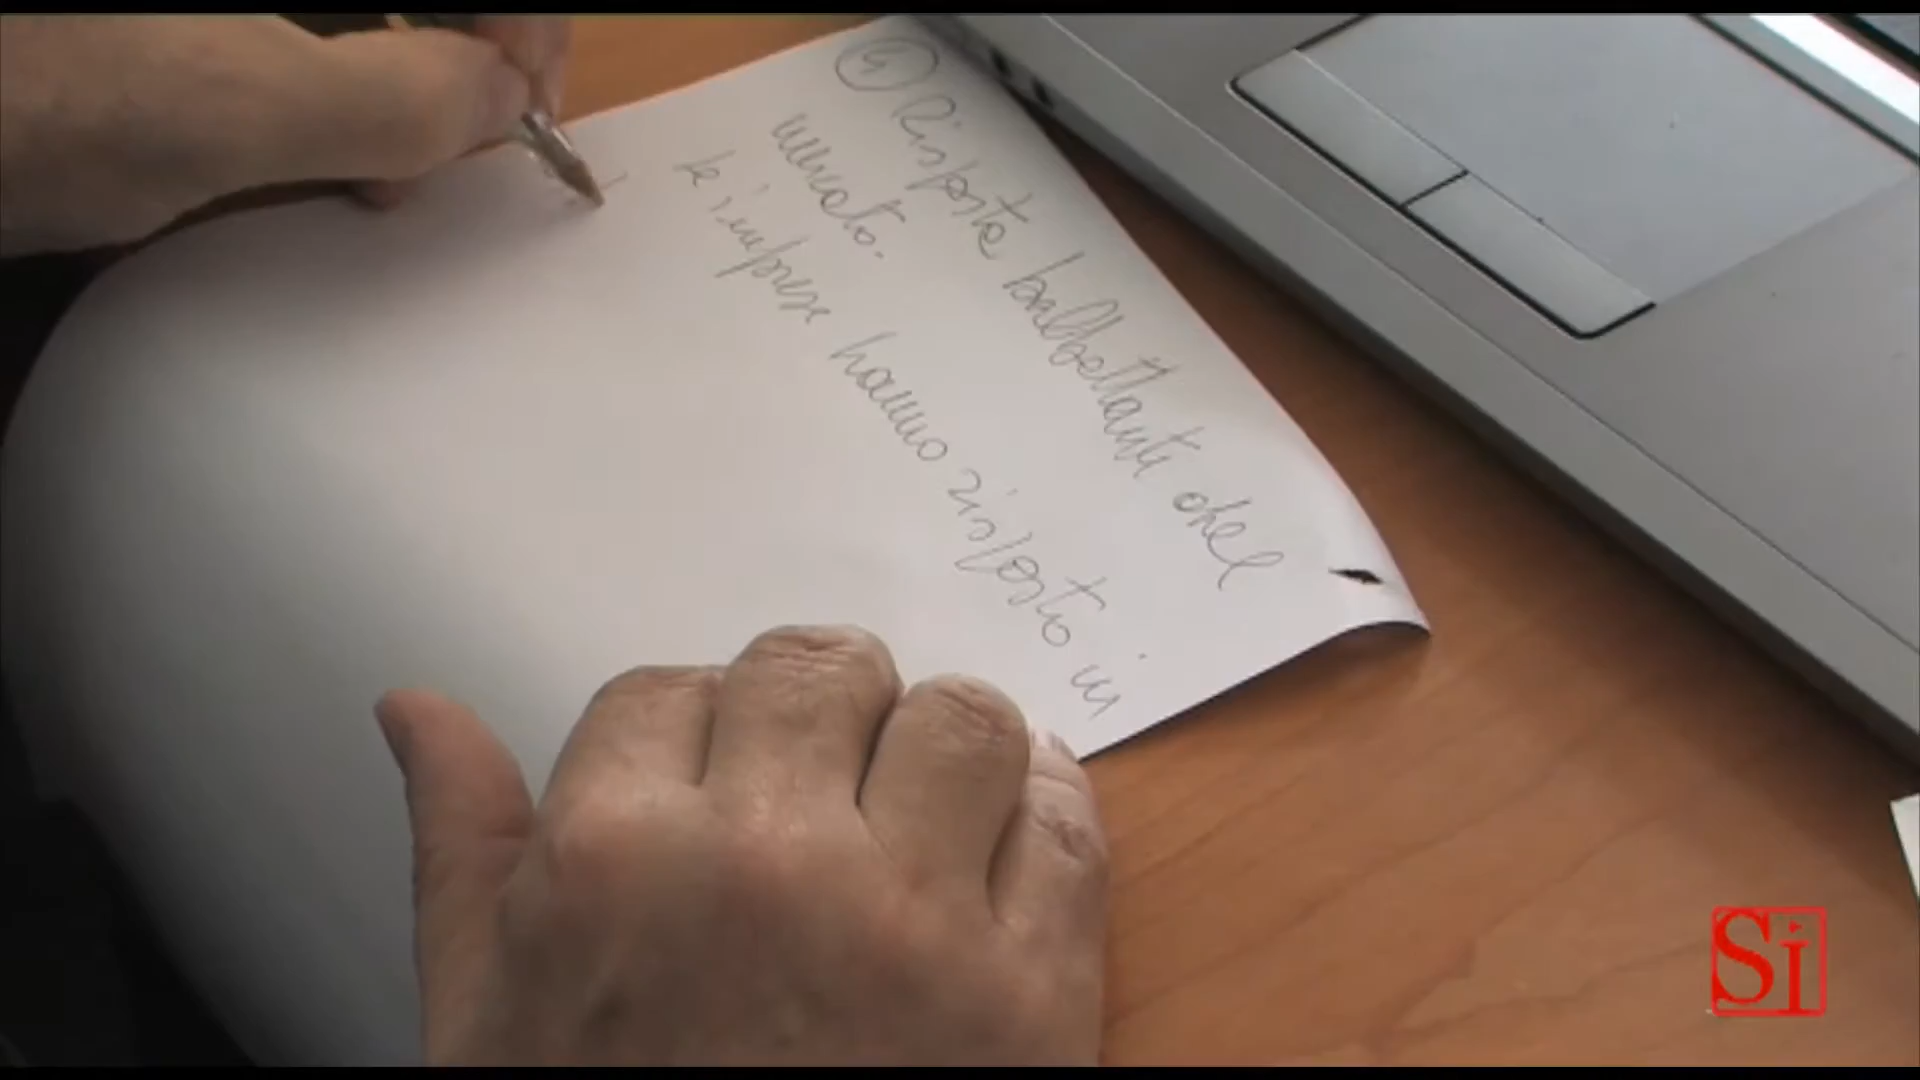 ④ Risposte balbettanti del
mercato.
Le imprese hanno risposto in
Si